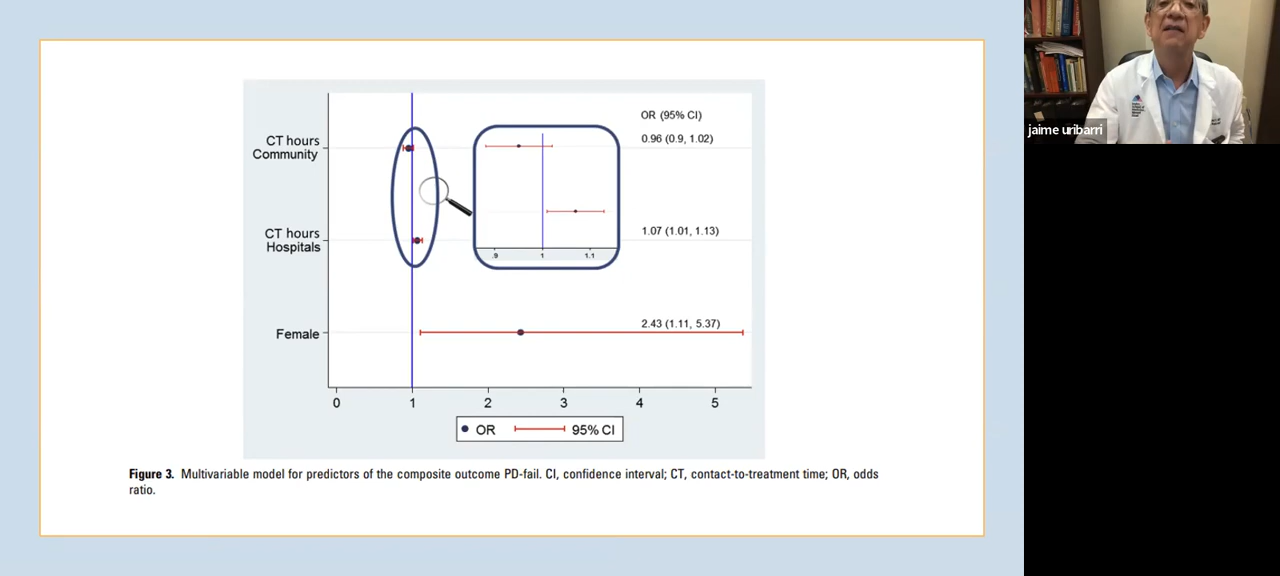 OR (95% CI)
CT hours
Community
0.96 (0.9, 1.02)
CT hours
Hospitals
1.07 (1.01, 1.13)
.9 1 1.1
Female
2.43 (1.11, 5.37)
0 1 2 3 4 5
OR 95% CI
Figure 3. Multivariable model for predictors of the composite outcome PD-fail. CI, confidence interval; CT, contact-to-treatment time; OR, odds
ratio.
jaime uribarri